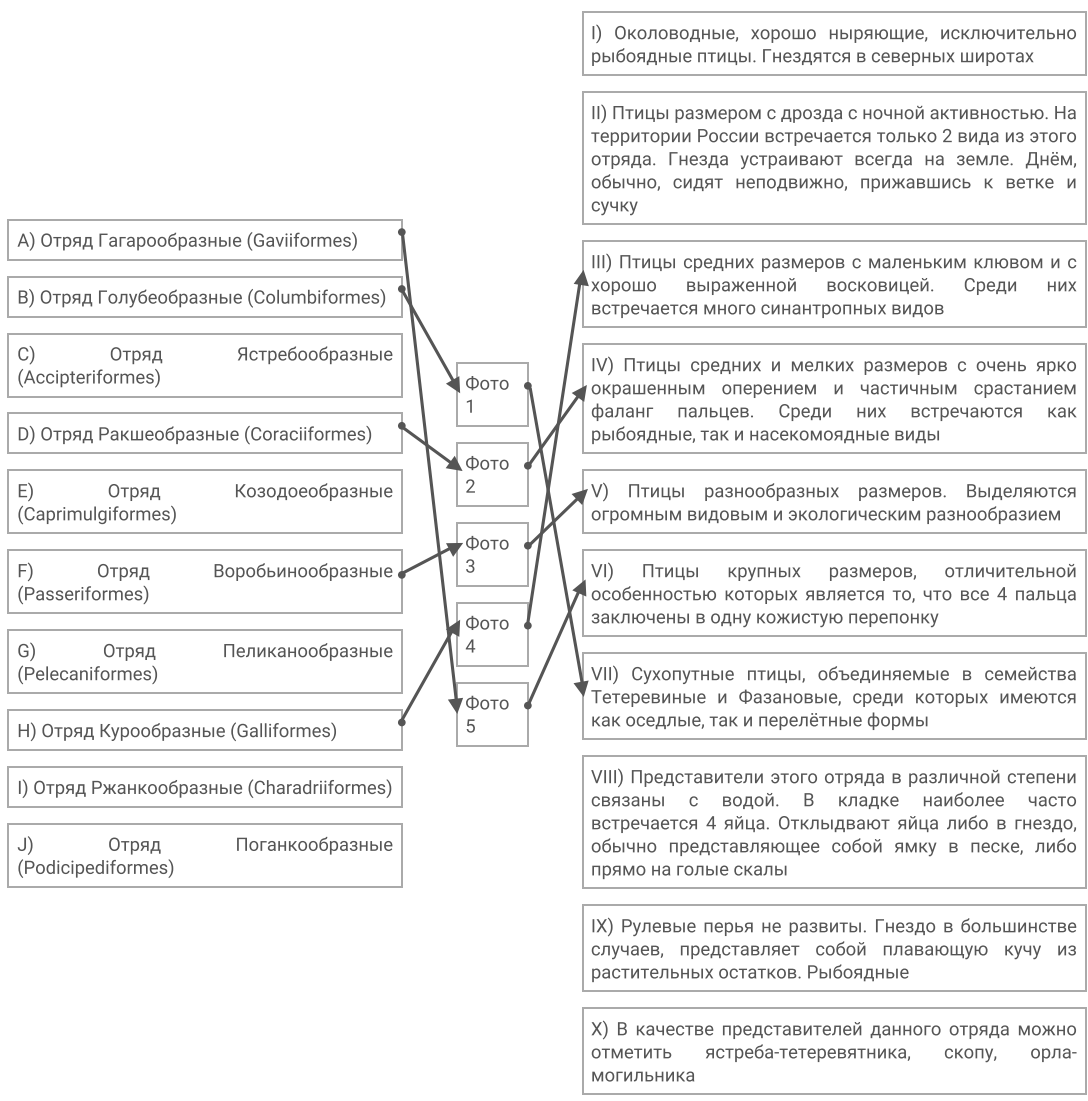 A) Отряд Гагарообразные (Gaviiformes)
B) Отряд Голубеобразные (Columbiformes)
C) Отряд Ястребообразные
(Accipteriformes)
D) Отряд Ракшеобразные (Coraciiformes)
E) Отряд Козодоеобразные
(Caprimulgiformes)
F) Отряд Воробьинообразные
(Passeriformes)
G) Отряд Пеликанообразные
(Pelecaniformes)
H) Отряд Курообразные (Galliformes)
I) Отряд Ржанкообразные (Charadriiformes)
J) Отряд Поганкообразные
(Podicipediformes)
Фото
1
Фото
2
Фото
3
Фото
4
Фото
5
I) Околоводные, хорошо ныряющие, исключительно
рыбоядные птицы. Гнездятся в северных широтах
II) Птицы размером с дрозда с ночной активностью. На
территории России встречается только 2 вида из этого
отряда. Гнезда устраивают всегда на земле. Днём,
обычно, сидят неподвижно, прижавшись к ветке и
сучку
III) Птицы средних размеров с маленьким клювом и с
хорошо выраженной восковицей. Среди них
встречается много синантропных видов
IV) Птицы средних и мелких размеров с очень ярко
окрашенным оперением и частичным срастанием
фаланг пальцев. Среди них встречаются как
рыбоядные, так и насекомоядные виды
V) Птицы разнообразных размеров. Выделяются
огромным видовым и экологическим разнообразием
VI) Птицы крупных размеров, отличительной
особенностью которых является то, что все 4 пальца
заключены в одну кожистую перепонку
VII) Сухопутные птицы, объединяемые в семейства
Тетеревиные и Фазановые, среди которых имеются
как оседлые, так и перелётные формы
VIII) Представители этого отряда в различной степени
связаны с водой. В кладке наиболее часто
встречается 4 яйца. Отклыдвают яйца либо в гнездо,
обычно представляющее собой ямку в песке, либо
прямо на голые скалы
IX) Рулевые перья не развиты. Гнездо в большинстве
случаев, представляет собой плавающую кучу из
растительных остатков. Рыбоядные
X) В качестве представителей данного отряда можно
отметить ястреба-тетеревятника, скопу, орла-
могильника